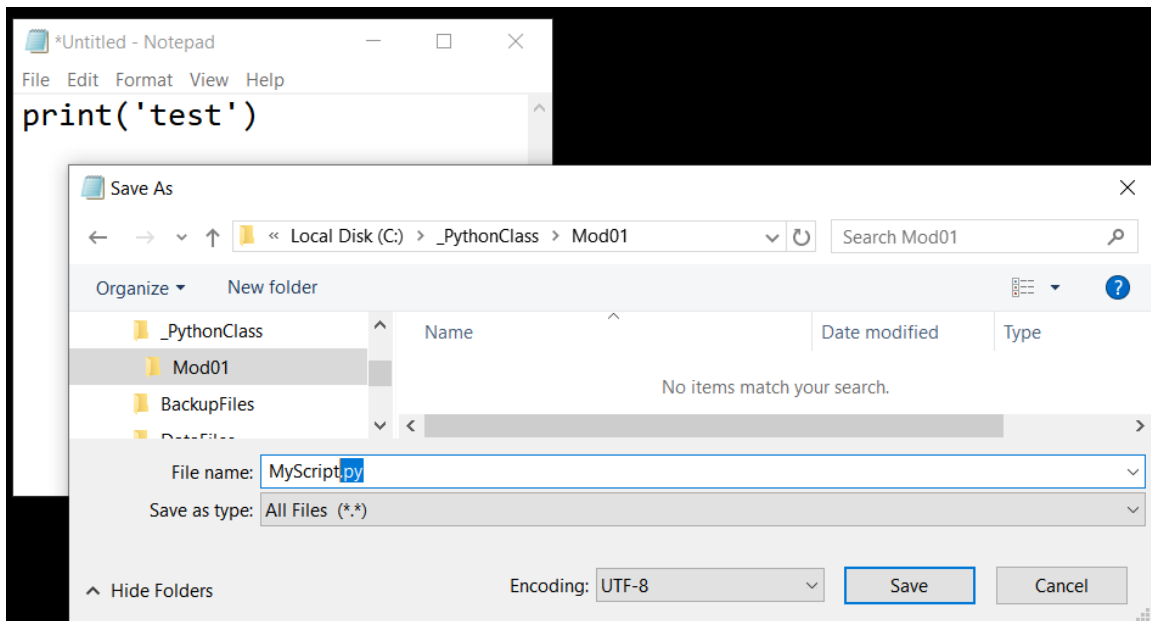 *Untitled - Notepad
File Edit Format View Help
print('test')
Save As
« Local Disk (C:) > _PythonClass > Mod01
Search Mod01
Organize
New folder
?
_PythonClass
Name
Date modified
Type
Mod01
No items match your search.
BackupFiles
File name: MyScript.py
Save as type: All Files (*.*)
Hide Folders
Encoding: UTF-8
Save
Cancel